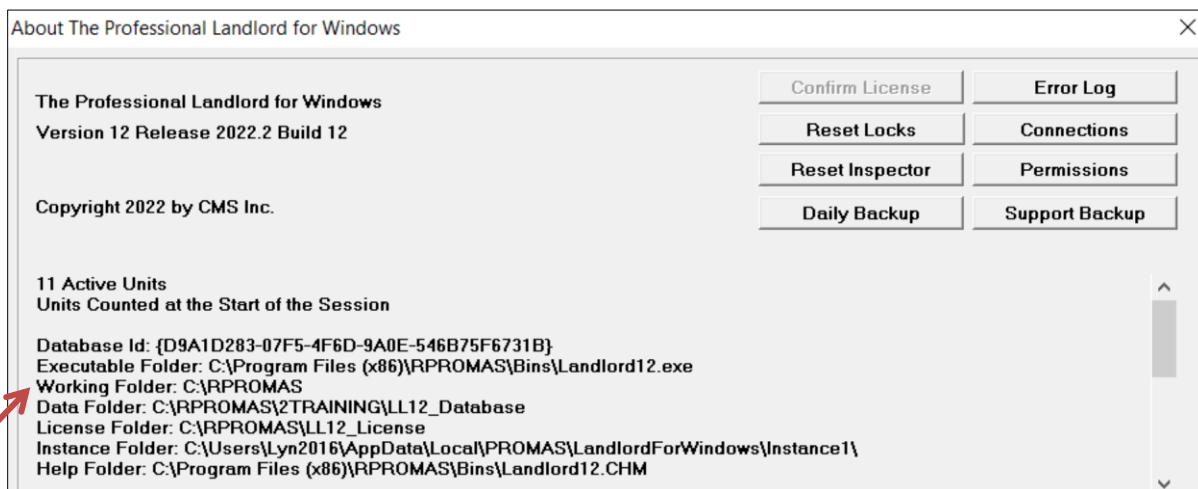 About The Professional Landlord for Windows
The Professional Landlord for Windows
Version 12 Release 2022.2 Build 12
Copyright 2022 by CMS Inc.
Confirm License
Error Log
Reset Locks
Connections
Reset Inspector
Permissions
Daily Backup
Support Backup
11 Active Units
Units Counted at the Start of the Session
Database Id: {D9A1D283-07F5-4F6D-9A0E-546B75F6731B}
Executable Folder: C:\Program Files (x86)\RPROMAS\Bins\Landlord12.exe
Working Folder: C:\RPROMAS
Data Folder: C:\RPROMAS\2TRAINING\LL12_Database
License Folder: C:\RPROMAS\LL12_License
Instance Folder: C:\Users\Lyn2016\AppData\Local\PROMAS\LandlordForWindows\Instance1\
Help Folder: C:\Program Files (x86)\RPROMAS\Bins\Landlord12.CHM